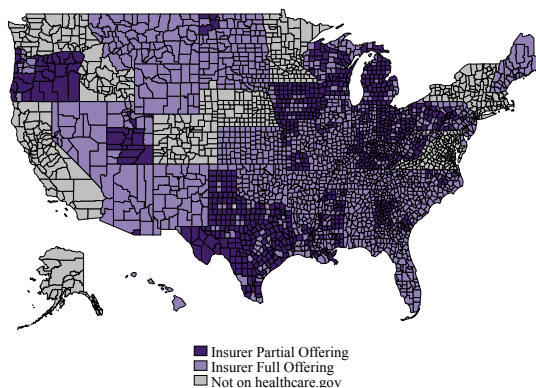 Insurer Partial Offering
Insurer Full Offering
Not on healthcare.gov